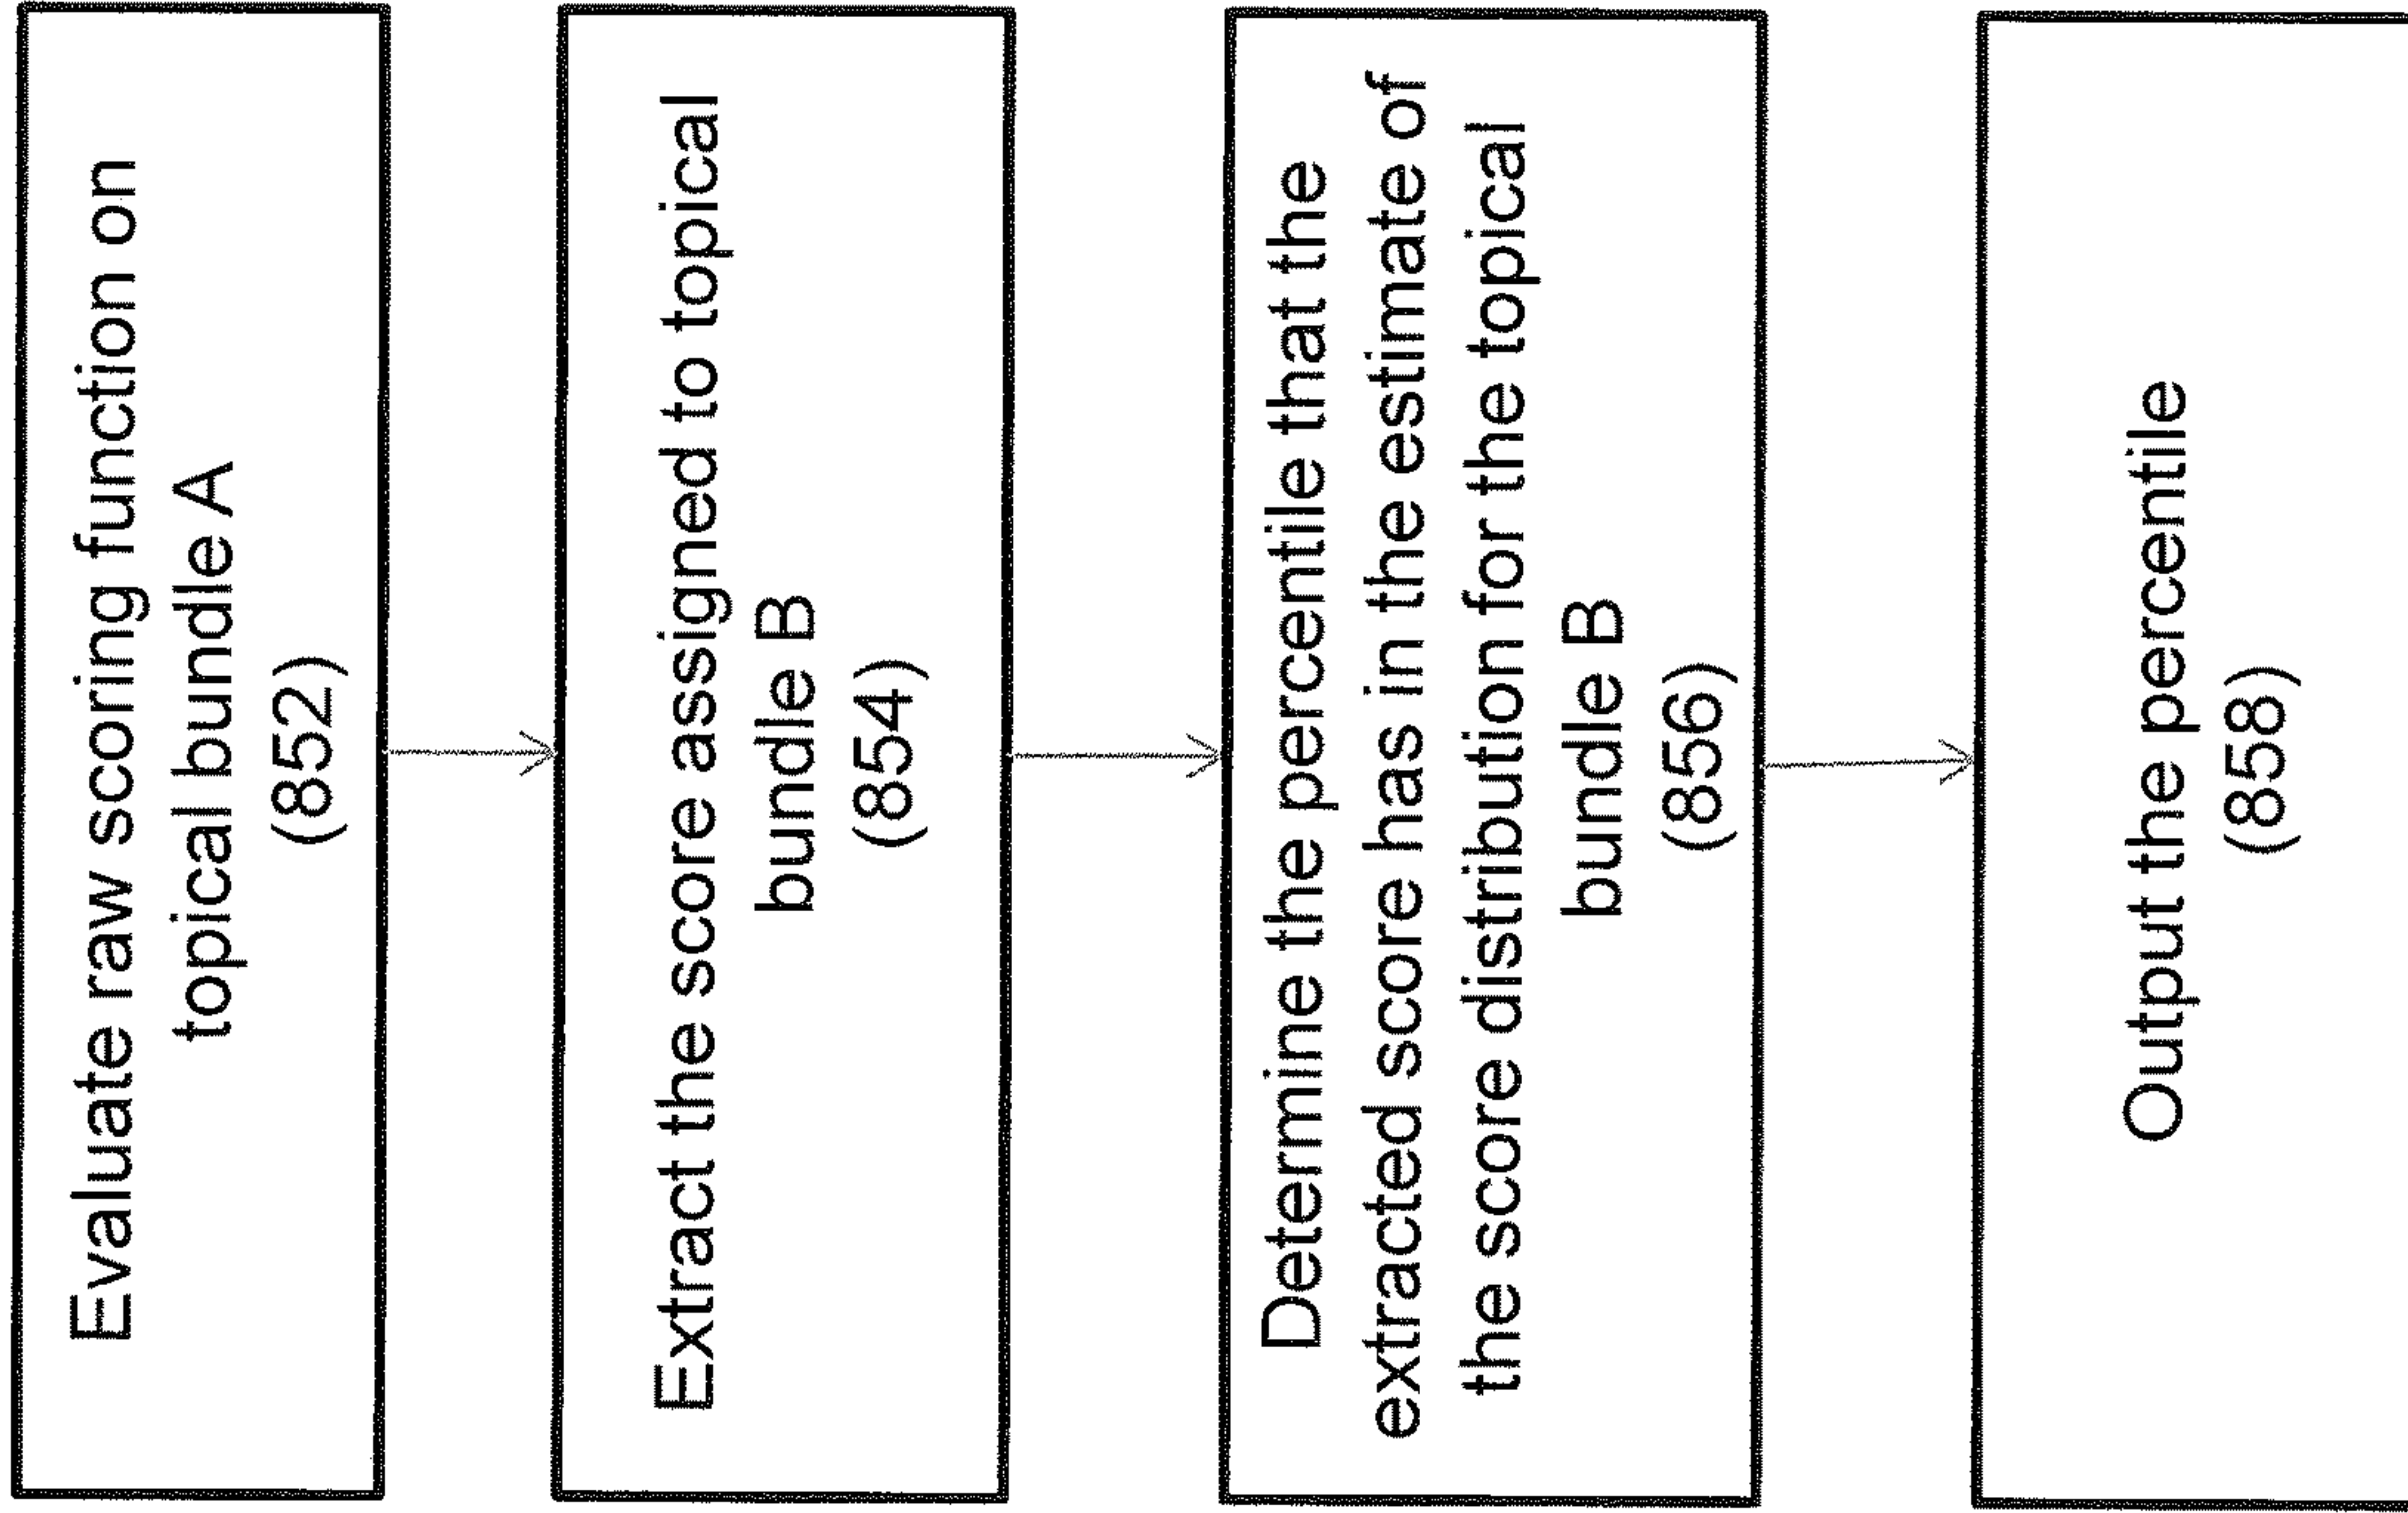 Evaluate raw scoring function on
topical bundle A
(852)
Extract the score assigned to topical
bundle B
(854)
Determine the percentile that the
extracted score has in the estimate of
the score distribution for the topical
bundle B
(856)
Output the percentile
(858)